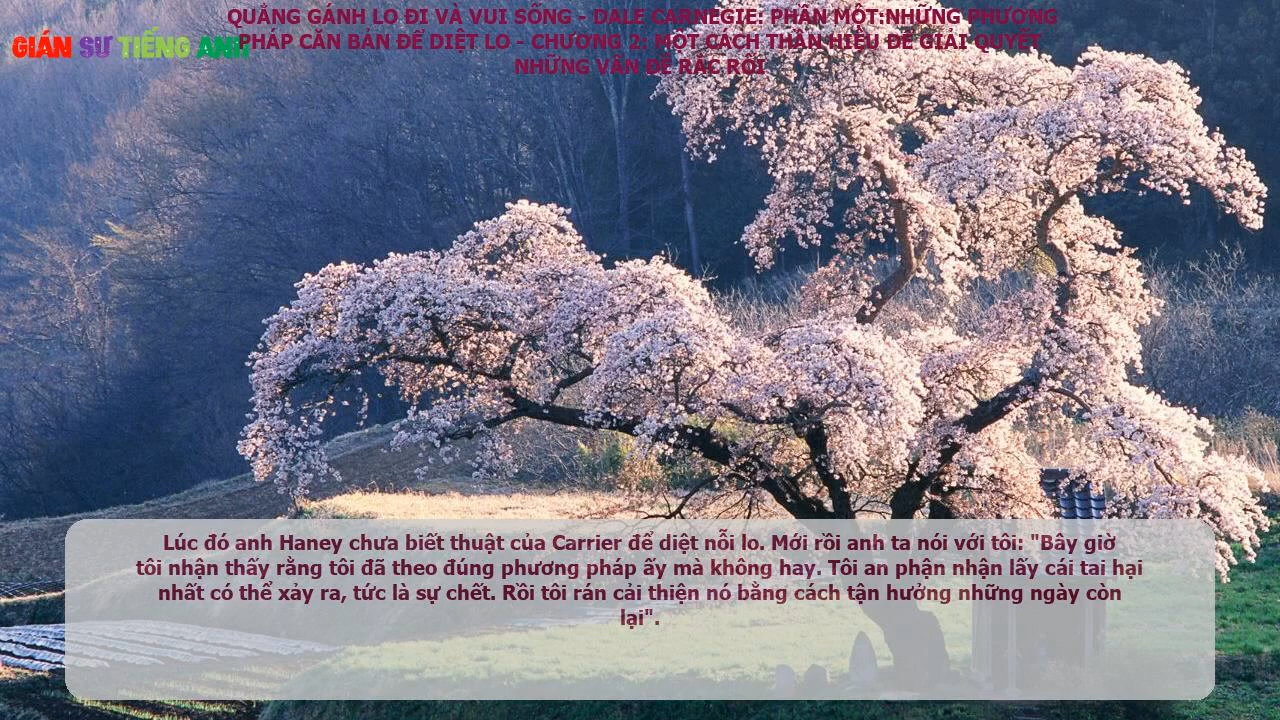 QUẲNG GÁNH LO ĐI VÀ VUI SỐNG - DALE CARNEGIE: PHẦN MỘT:NHỮNG PHƯƠNG
PHÁP CĂN BẢN ĐỂ DIỆT LO - CHƯƠNG 2: MỘT CÁCH THẦN HIỆU ĐỂ GIẢI QUYẾT
NHỮNG VẤN ĐỀ RẮC RỐI
GIÁN SƯ TIẾNG ANH
Lúc đó anh Haney chưa biết thuật của Carrier để diệt nỗi lo. Mới rồi anh ta nói với tôi: "Bây giờ
tôi nhận thấy rằng tôi đã theo đúng phương pháp ấy mà không hay. Tôi an phận nhận lấy cái tai hại
nhất có thể xảy ra, tức là sự chết. Rồi tôi rán cải thiện nó bằng cách tận hưởng những ngày còn
lại".